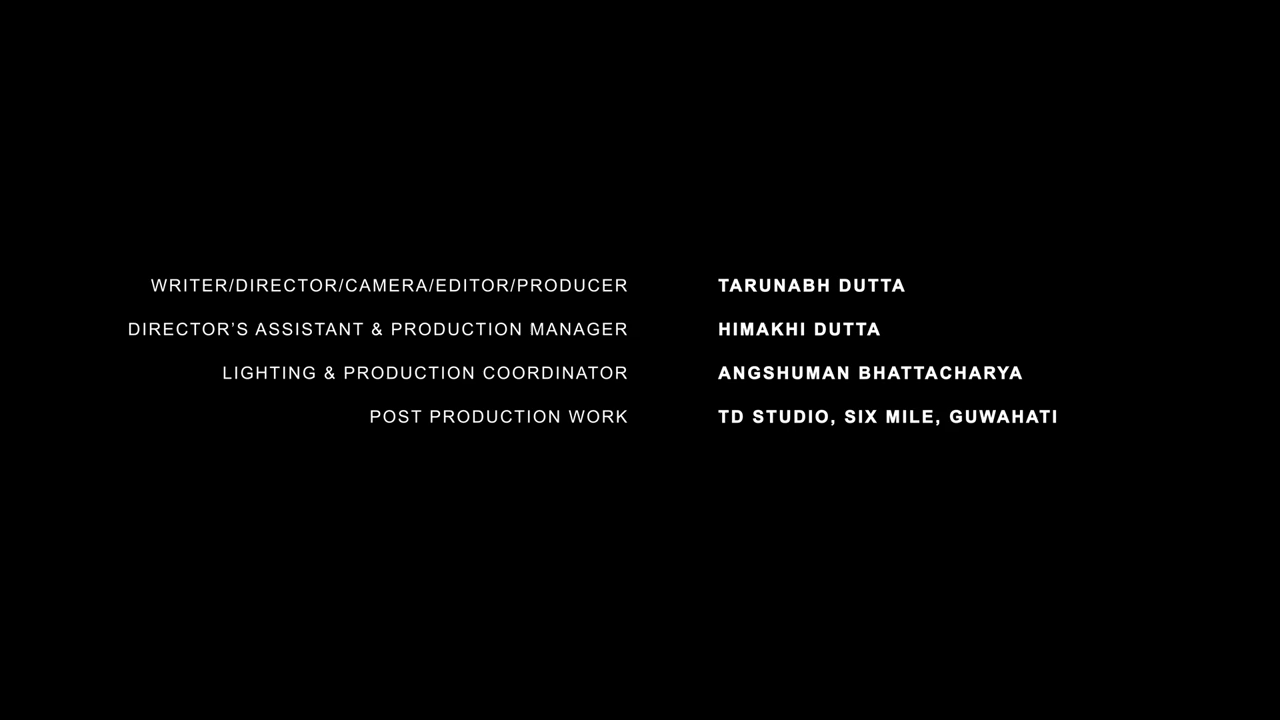 WRITER/DIRECTOR/CAMERA/EDITOR/PRODUCER TARUNABH DUTTA
DIRECTOR’S ASSISTANT & PRODUCTION MANAGER HIMAKHI DUTTA
LIGHTING & PRODUCTION COORDINATOR ANGSHUMAN BHATTACHARYA
POST PRODUCTION WORK TD STUDIO, SIX MILE, GUWAHATI